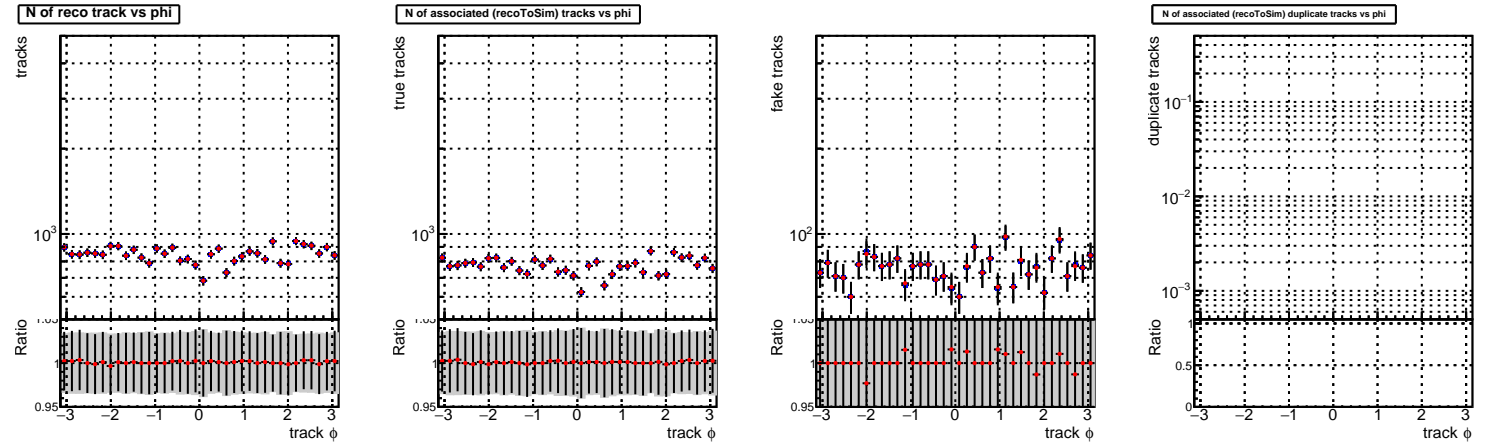 N of reco track vs phi
tracks
10³
Ratio
1
0.95
−3 −2 −1 0 1 2 3
track ϕ
N of associated (recoToSim) tracks vs phi
true tracks
10³
Ratio
1
0.95
−3 −2 −1 0 1 2 3
track ϕ
fake tracks
10²
Ratio
1
0.95
−3 −2 −1 0 1 2 3
track ϕ
N of associated (recoToSim) duplicate tracks vs phi
duplicate tracks
10⁻¹
10⁻²
10⁻³
Ratio
1
0.5
0
−3 −2 −1 0 1 2 3
track ϕ